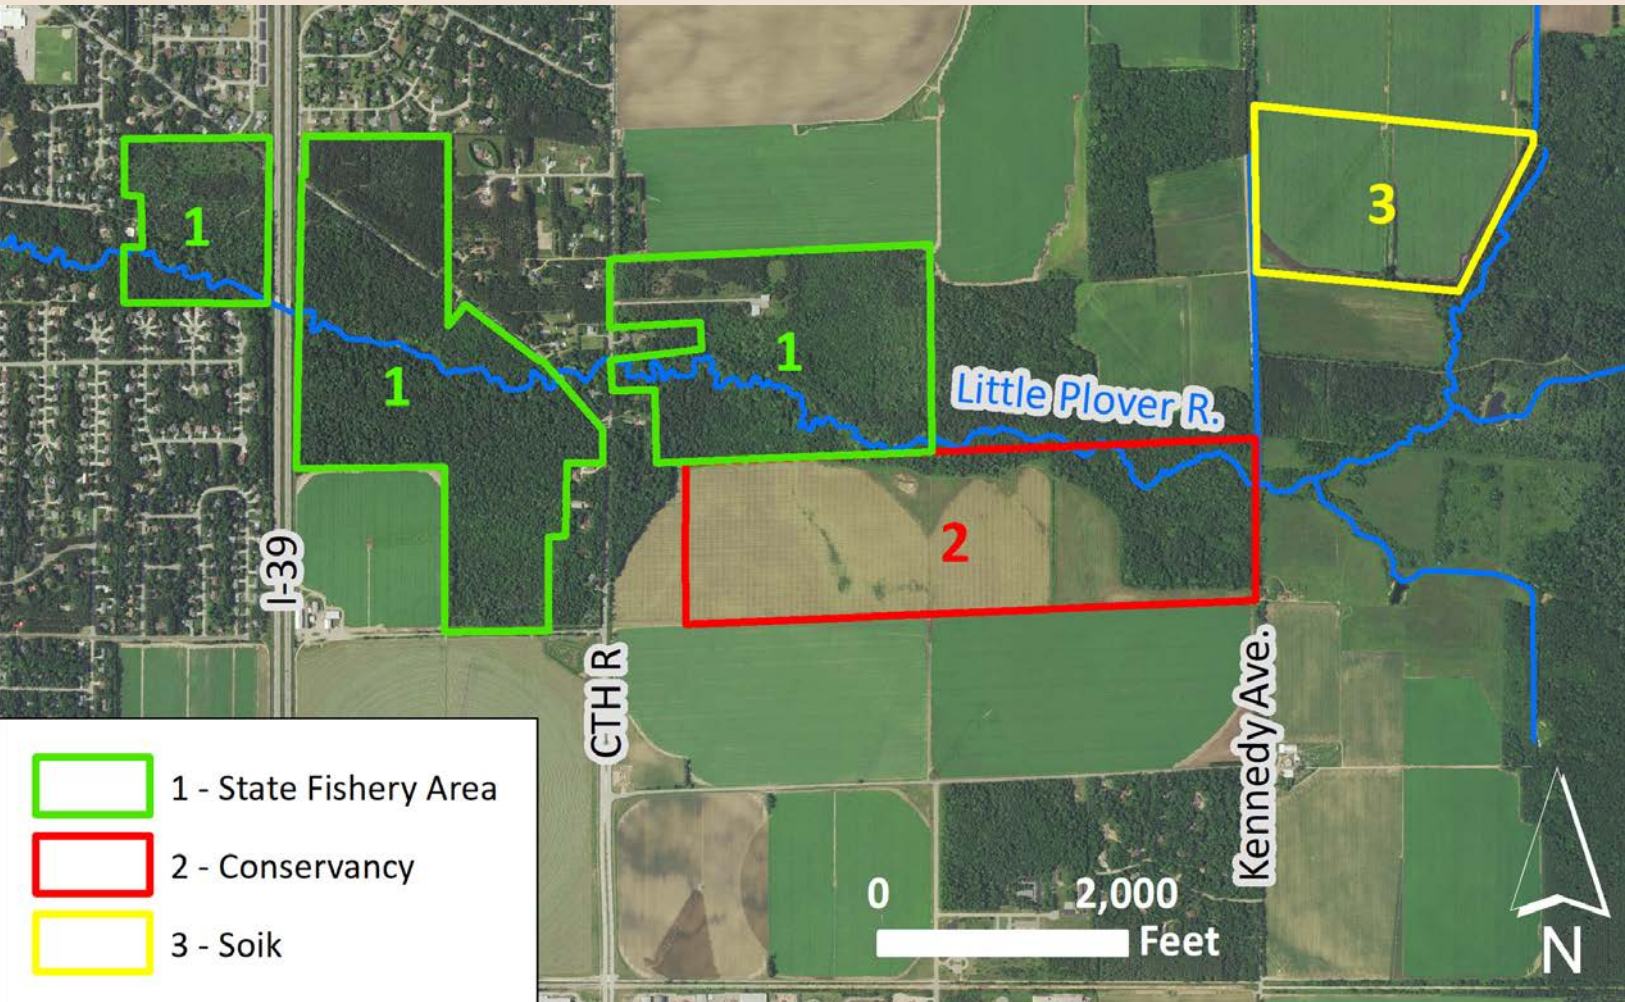 1
3
1
1
Little Plover R.
2
I-39
CTH R
Kennedy Ave.
1 - State Fishery Area
2 - Conservancy
3 - Soik
0 2,000
Feet
N